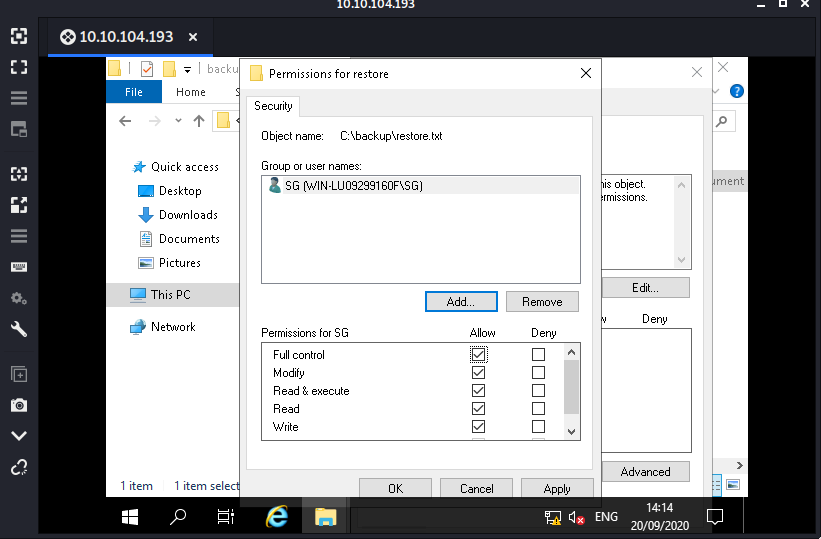 10.10.104.193
10.10.104.193
backu
Permissions for restore
File
Home
S
Security
Object name: C:\backup\restore.txt
Group or user names:
SG (WIN-LU09299160F\SG)
Quick access
Desktop
Downloads
Documents
Pictures
This PC
Network
his object.
ermissions.
ument
Add...
Remove
Edit...
Permissions for SG Allow Deny
w Deny
Full control
Modify
Read & execute
Read
Write
Advanced
1 item 1 item select
OK Cancel Apply
ENG
14:14
20/09/2020